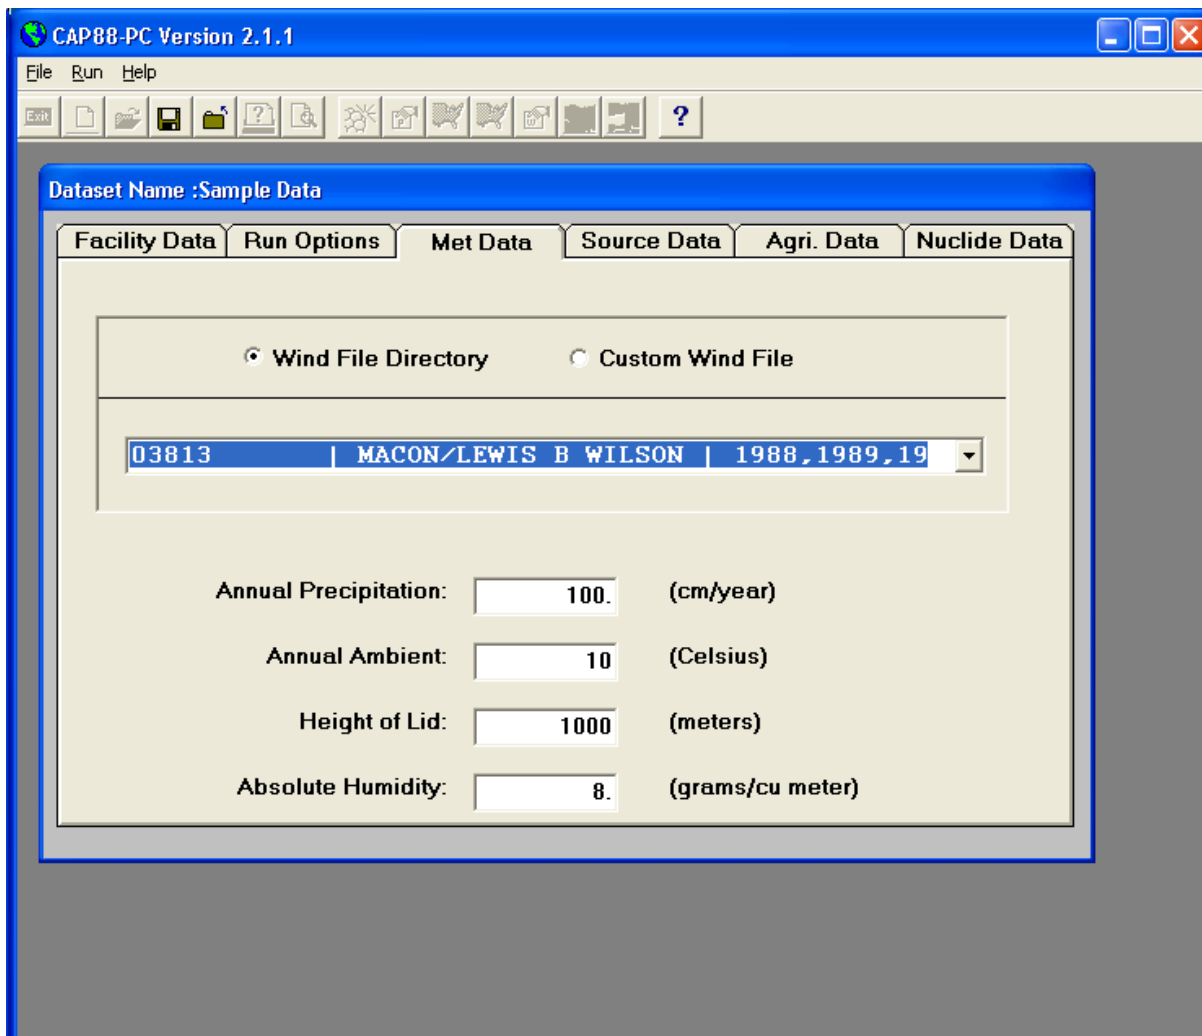 CAP88-PC Version 2.1.1
File Run Help
Exit ?
Dataset Name :Sample Data
Facility Data Run Options Met Data Source Data Agri. Data Nuclide Data
Wind File Directory Custom Wind File
03813 | MACON/LEWIS B WILSON | 1988,1989,19
Annual Precipitation: 100. (cm/year)
Annual Ambient: 10 (Celsius)
Height of Lid: 1000 (meters)
Absolute Humidity: 8. (grams/cu meter)